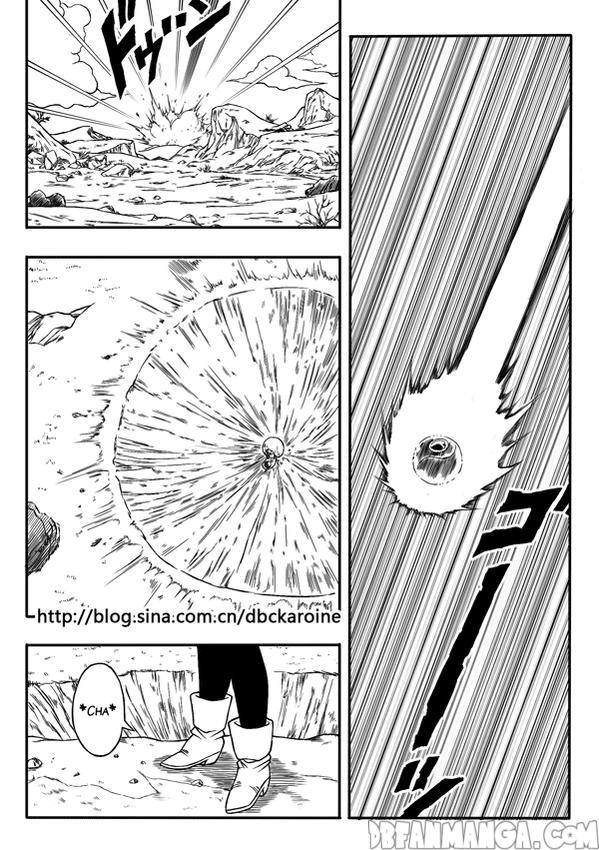 ゴーッ
ドゥーン
http://blog.sina.com.cn/dbckaroine
*CHA*
DBFANMANGA.COM